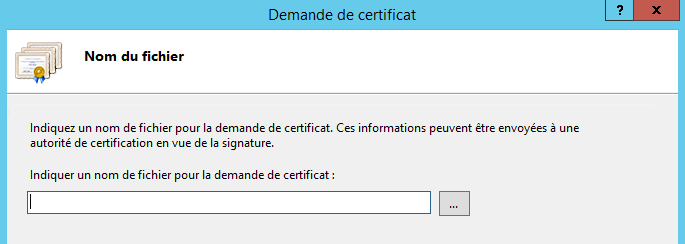 Demande de certificat
? x
Nom du fichier
Indiquez un nom de fichier pour la demande de certificat. Ces informations peuvent être envoyées à une
autorité de certification en vue de la signature.
Indiquer un nom de fichier pour la demande de certificat :
...